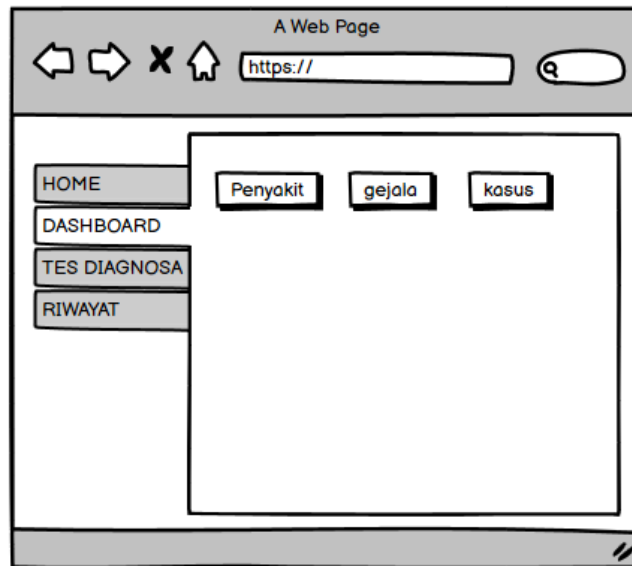 A Web Page
https://
HOME
DASHBOARD
TES DIAGNOSA
RIWAYAT
Penyakit gejala kasus